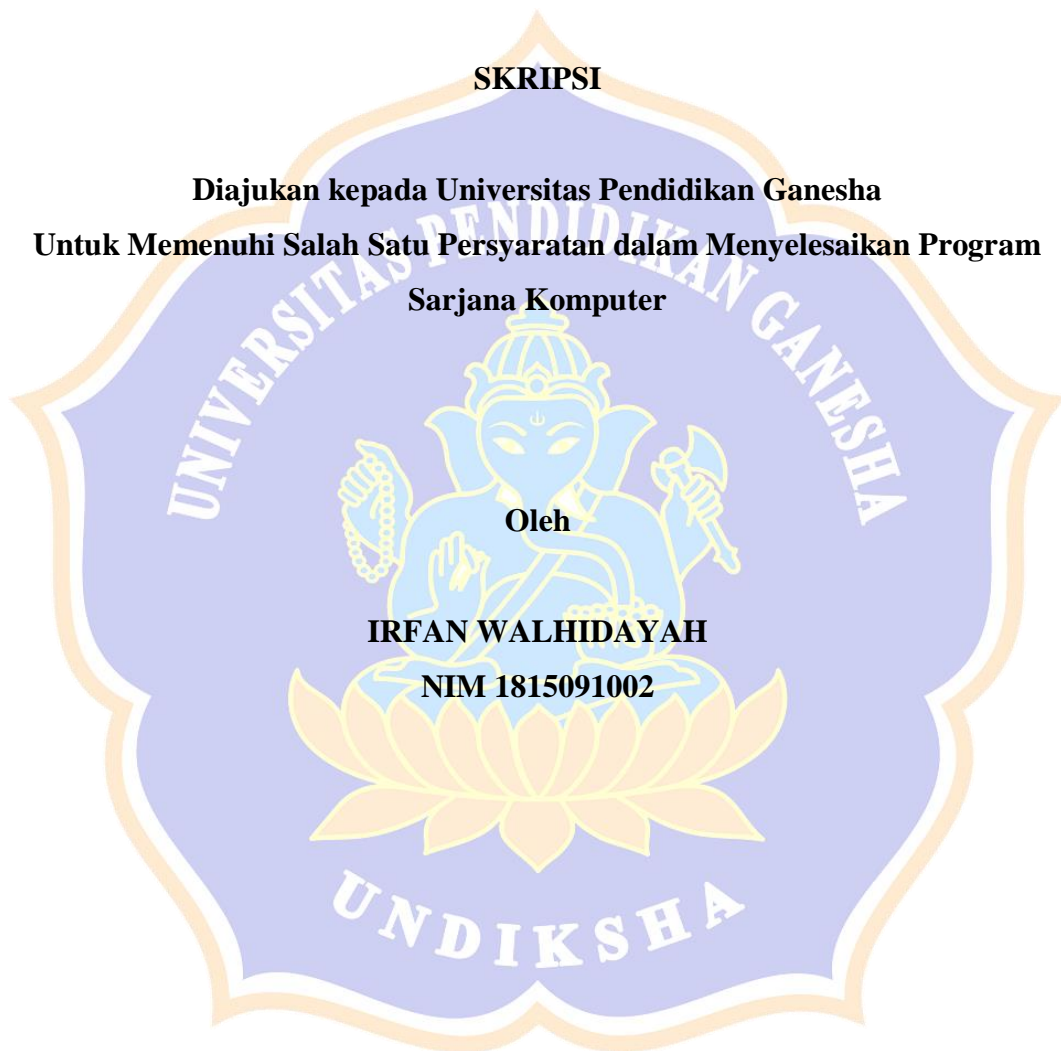 SKRIPSI
Diajukan kepada Universitas Pendidikan Ganesha
Untuk Memenuhi Salah Satu Persyaratan dalam Menyelesaikan Program
Sarjana Komputer
UNIVERSITAS PENDIDIKAN GANESHA
Oleh
IRFAN WALHIDAYAH
NIM 1815091002
UNDIKSHA